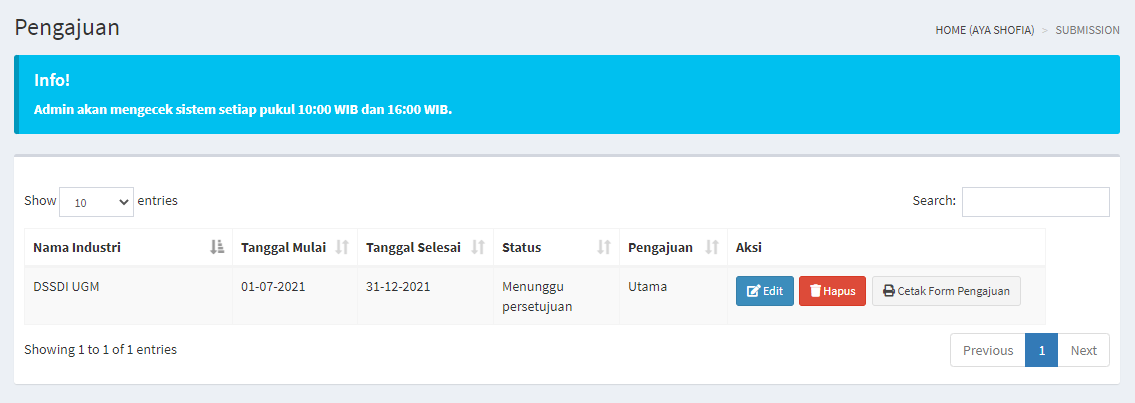 Pengajuan
HOME (AYA SHOFIA) > SUBMISSION
Info!
Admin akan mengecek sistem setiap pukul 10:00 WIB dan 16:00 WIB.
Show 10 entries
Search:
Nama Industri Tanggal Mulai Tanggal Selesai Status Pengajuan Aksi
DSSDI UGM 01-07-2021 31-12-2021 Menunggu Utama Edit Hapus Cetak Form Pengajuan
persetujuan
Showing 1 to 1 of 1 entries
Previous 1 Next